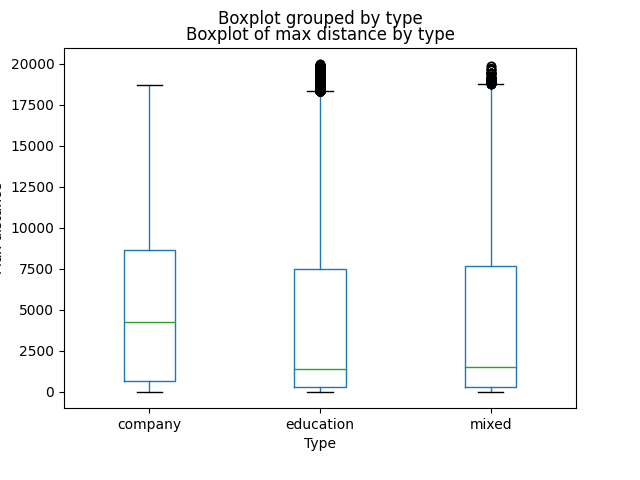 Boxplot grouped by type
Boxplot of max distance by type
20000
17500
15000
12500
10000
7500
5000
2500
0
company education mixed
Type